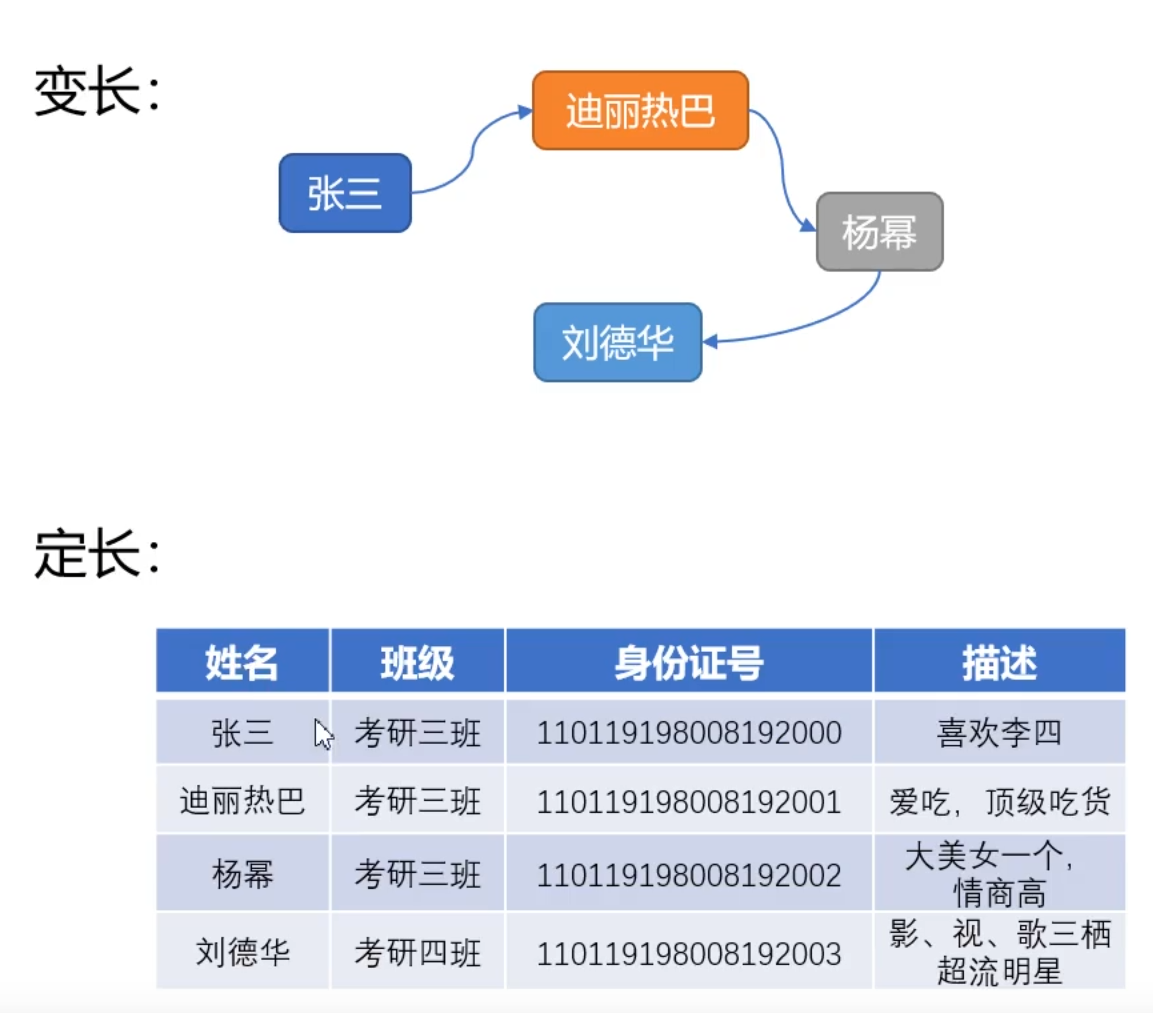 变长：
迪丽热巴
张三
杨幂
刘德华
定长：
姓名 班级 身份证号 描述
张三 考研三班 110119198008192000 喜欢李四
迪丽热巴 考研三班 110119198008192001 爱吃，顶级吃货
杨幂 考研三班 110119198008192002 大美女一个，
情商高
刘德华 考研四班 110119198008192003 影、视、歌三栖
超流明星